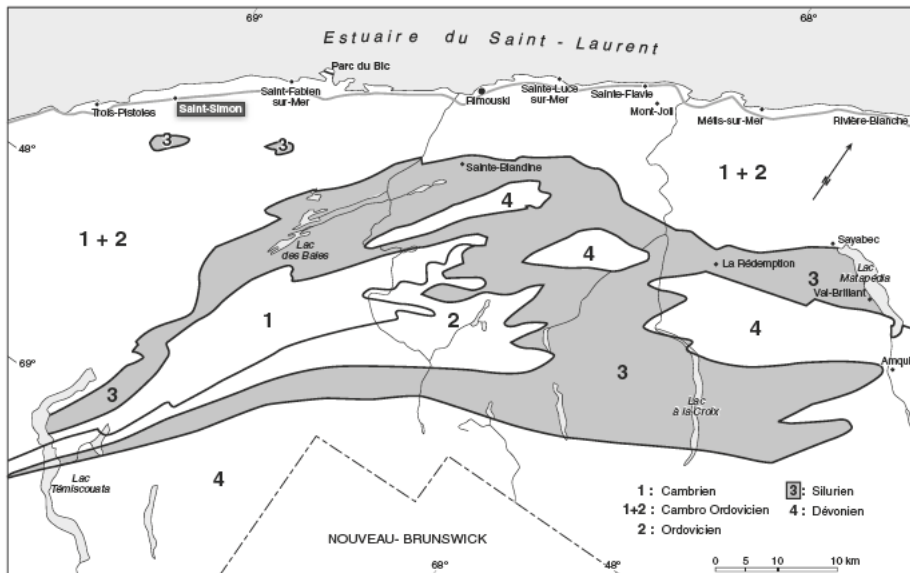 69°
68°
Estuaire du Saint - Laurent
Parc du Bic
Trois-Pistoles
Saint-Simon
Saint-Fabien
sur-Mer
Rimouski
Sainte-Luce
sur-Mer
Sainte-Flavie
Mont-Joli
Métis-sur-Mer
Rivière-Blanche
48°
3
3
Sainte-Blandine
1 + 2
N
4
1 + 2
Lac
des Baies
4
Sayabec
La Rédemption
Lac
Matapédia
3
Val-Brillant
1
2
4
69°
3
3
Amqui
Lac
à la Croix
Lac
Témiscouata
4
1 : Cambrien
1+2 : Cambro Ordovicien
2 : Ordovicien
3 : Silurien
4 : Dévonien
NOUVEAU- BRUNSWICK
68°
48°
0 5 10 10 km